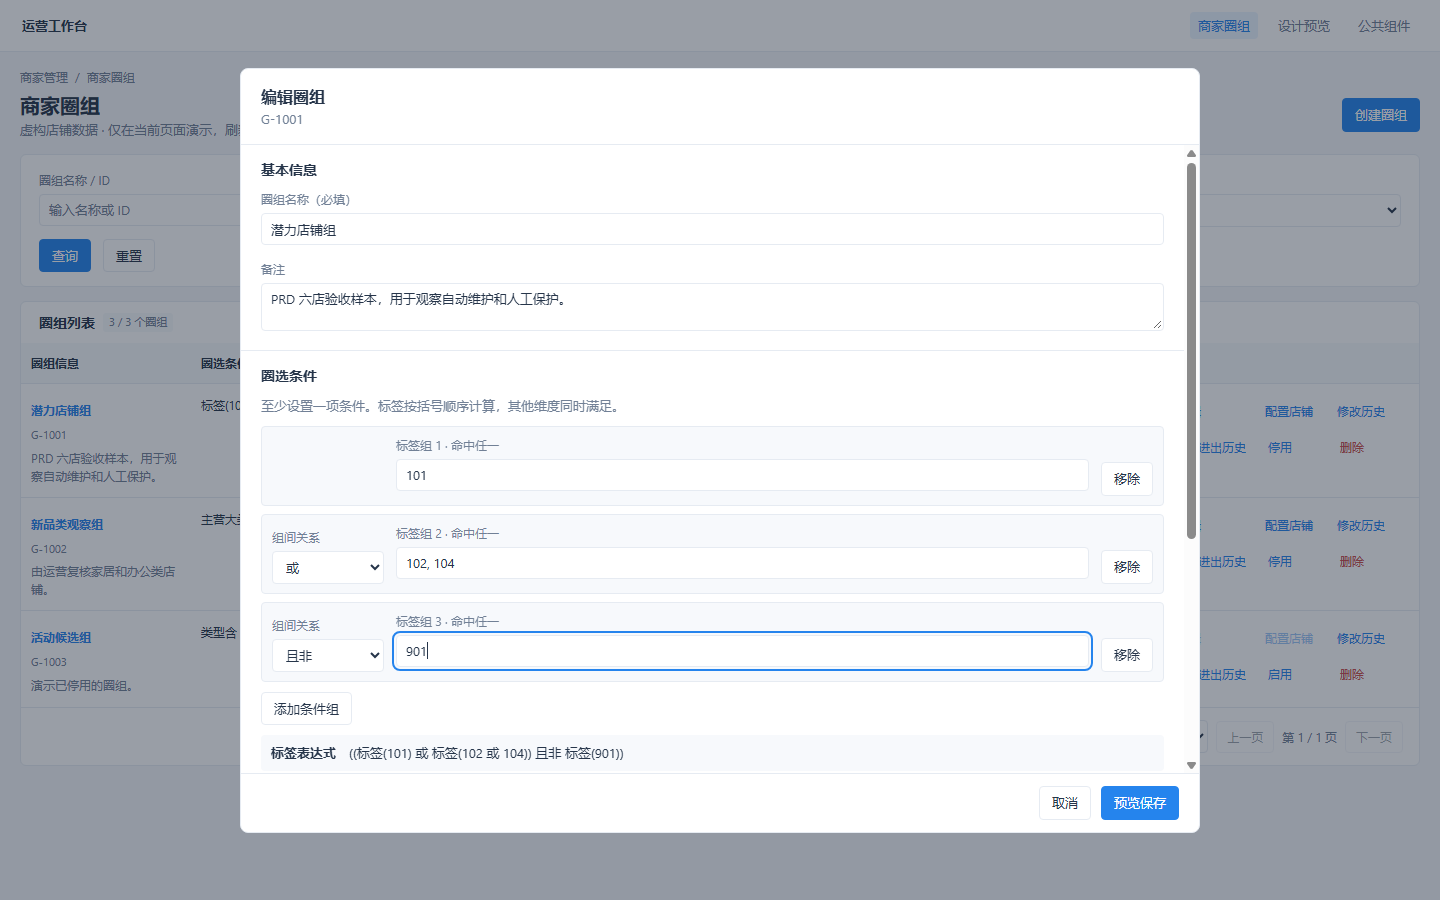 运营工作台
商家圈组
设计预览
公共组件
商家管理 / 商家圈组
商家圈组
虚构店铺数据 · 仅在当前页面演示，刷
创建圈组
圈组名称 / ID
输入名称或 ID
查询
重置
圈组列表
3 / 3 个圈组
圈组信息
圈选条
潜力店铺组
标签(10
G-1001
PRD 六店验收样本，用于观
察自动维护和人工保护。
配置店铺
修改历史
进出历史
停用
删除
新品类观察组
主营大
G-1002
由运营复核家居和办公类店
铺。
配置店铺
修改历史
进出历史
停用
删除
活动候选组
类型含
G-1003
演示已停用的圈组。
配置店铺
修改历史
进出历史
启用
删除
上一页
第 1 / 1 页
下一页
编辑圈组
G-1001
基本信息
圈组名称（必填）
潜力店铺组
备注
PRD 六店验收样本，用于观察自动维护和人工保护。
圈选条件
至少设置一项条件。标签按括号顺序计算，其他维度同时满足。
标签组 1 · 命中任一
101
移除
组间关系
标签组 2 · 命中任一
或
102, 104
移除
组间关系
标签组 3 · 命中任一
且非
901
移除
添加条件组
标签表达式 ((标签(101) 或 标签(102 或 104)) 且非 标签(901))
取消
预览保存